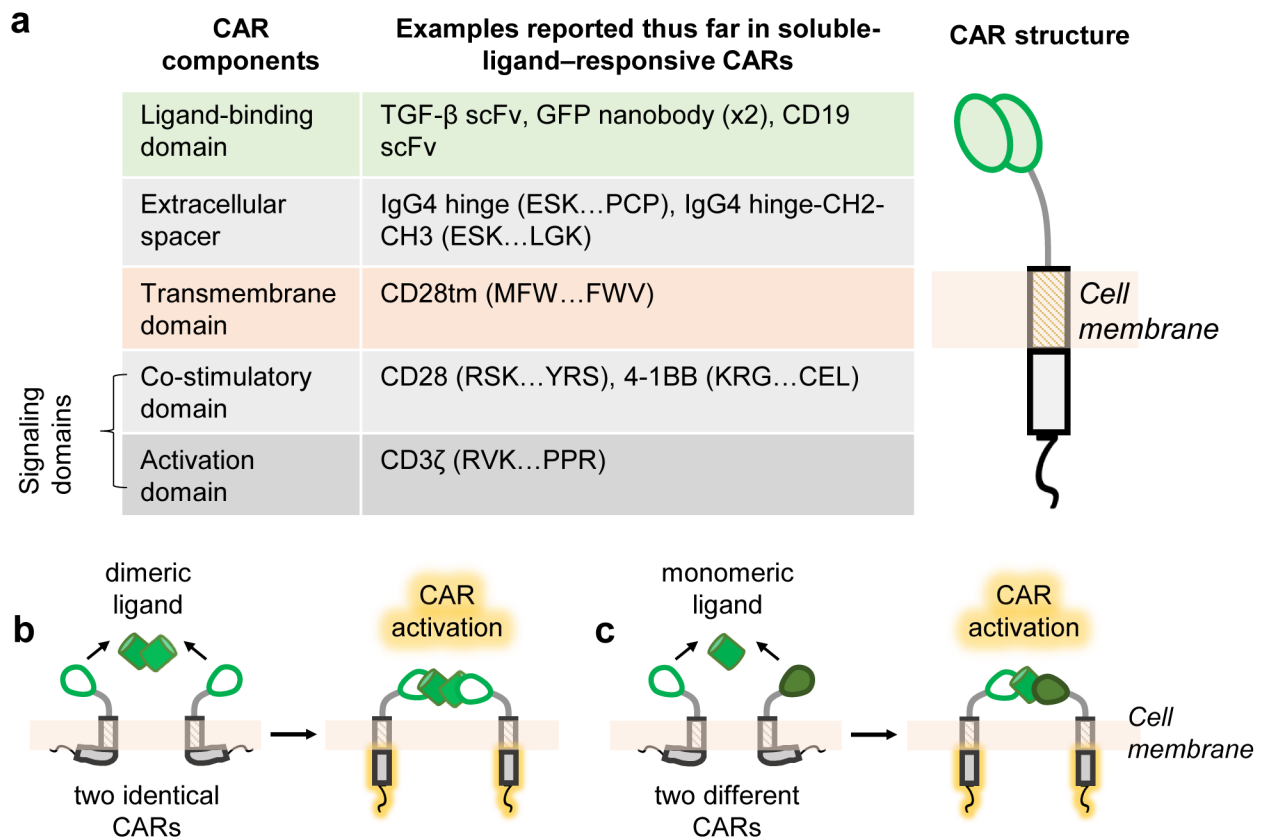 a
CAR
components
Examples reported thus far in soluble-
ligand–responsive CARs
CAR structure
Ligand-binding
domain
TGF-β scFv, GFP nanobody (x2), CD19
scFv
Extracellular
spacer
IgG4 hinge (ESK…PCP), IgG4 hinge-CH2-
CH3 (ESK…LGK)
Transmembrane
domain
CD28tm (MFW…FWV)
Cell
membrane
Signaling
domains
Co-stimulatory
domain
CD28 (RSK…YRS), 4-1BB (KRG…CEL)
Activation
domain
CD3ζ (RVK…PPR)
b
dimeric
ligand
CAR
activation
two identical
CARs
c
monomeric
ligand
CAR
activation
two different
CARs
Cell
membrane